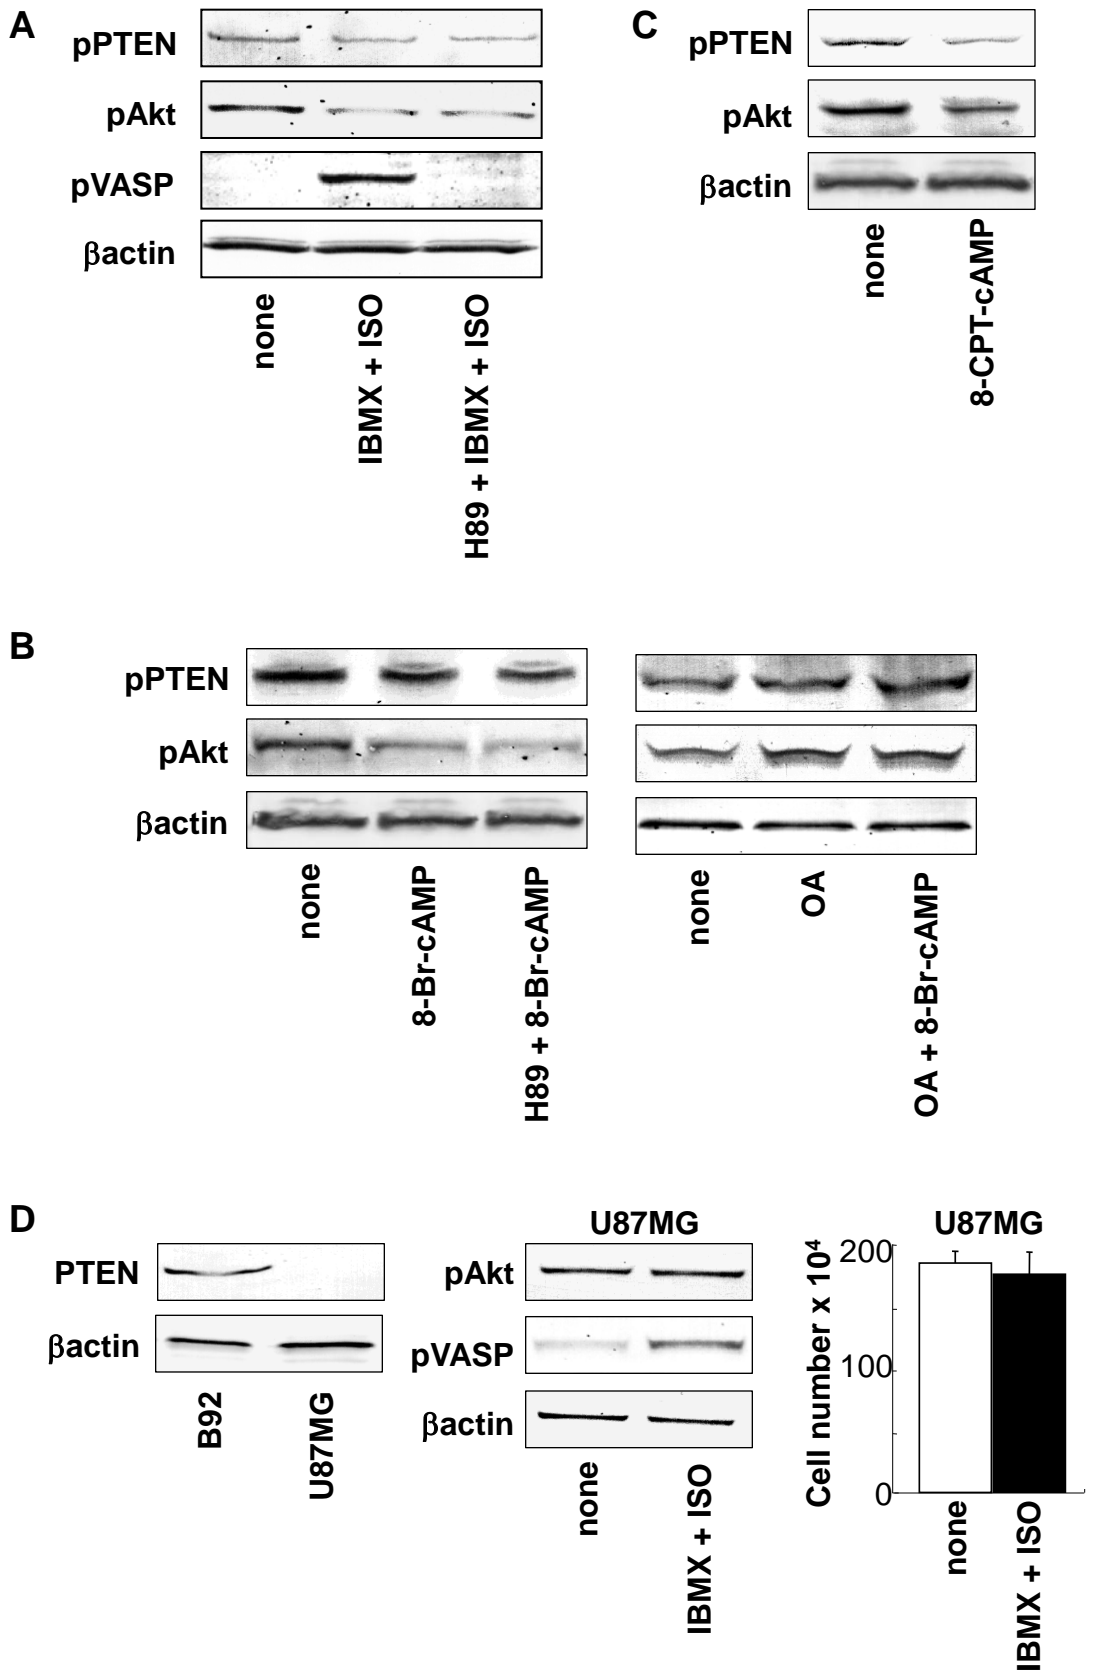 A
pPTEN
pAkt
pVASP
βactin
none
IBMX + ISO
H89 + IBMX + ISO
C
pPTEN
pAkt
βactin
none
8-CPT-cAMP
B
pPTEN
pAkt
βactin
none
8-Br-cAMP
H89 + 8-Br-cAMP
none
OA
OA + 8-Br-cAMP
D
PTEN
βactin
B92
U87MG
U87MG
pAkt
pVASP
βactin
none
IBMX + ISO
U87MG
Cell number x 10⁴
200
100
0
none
IBMX + ISO